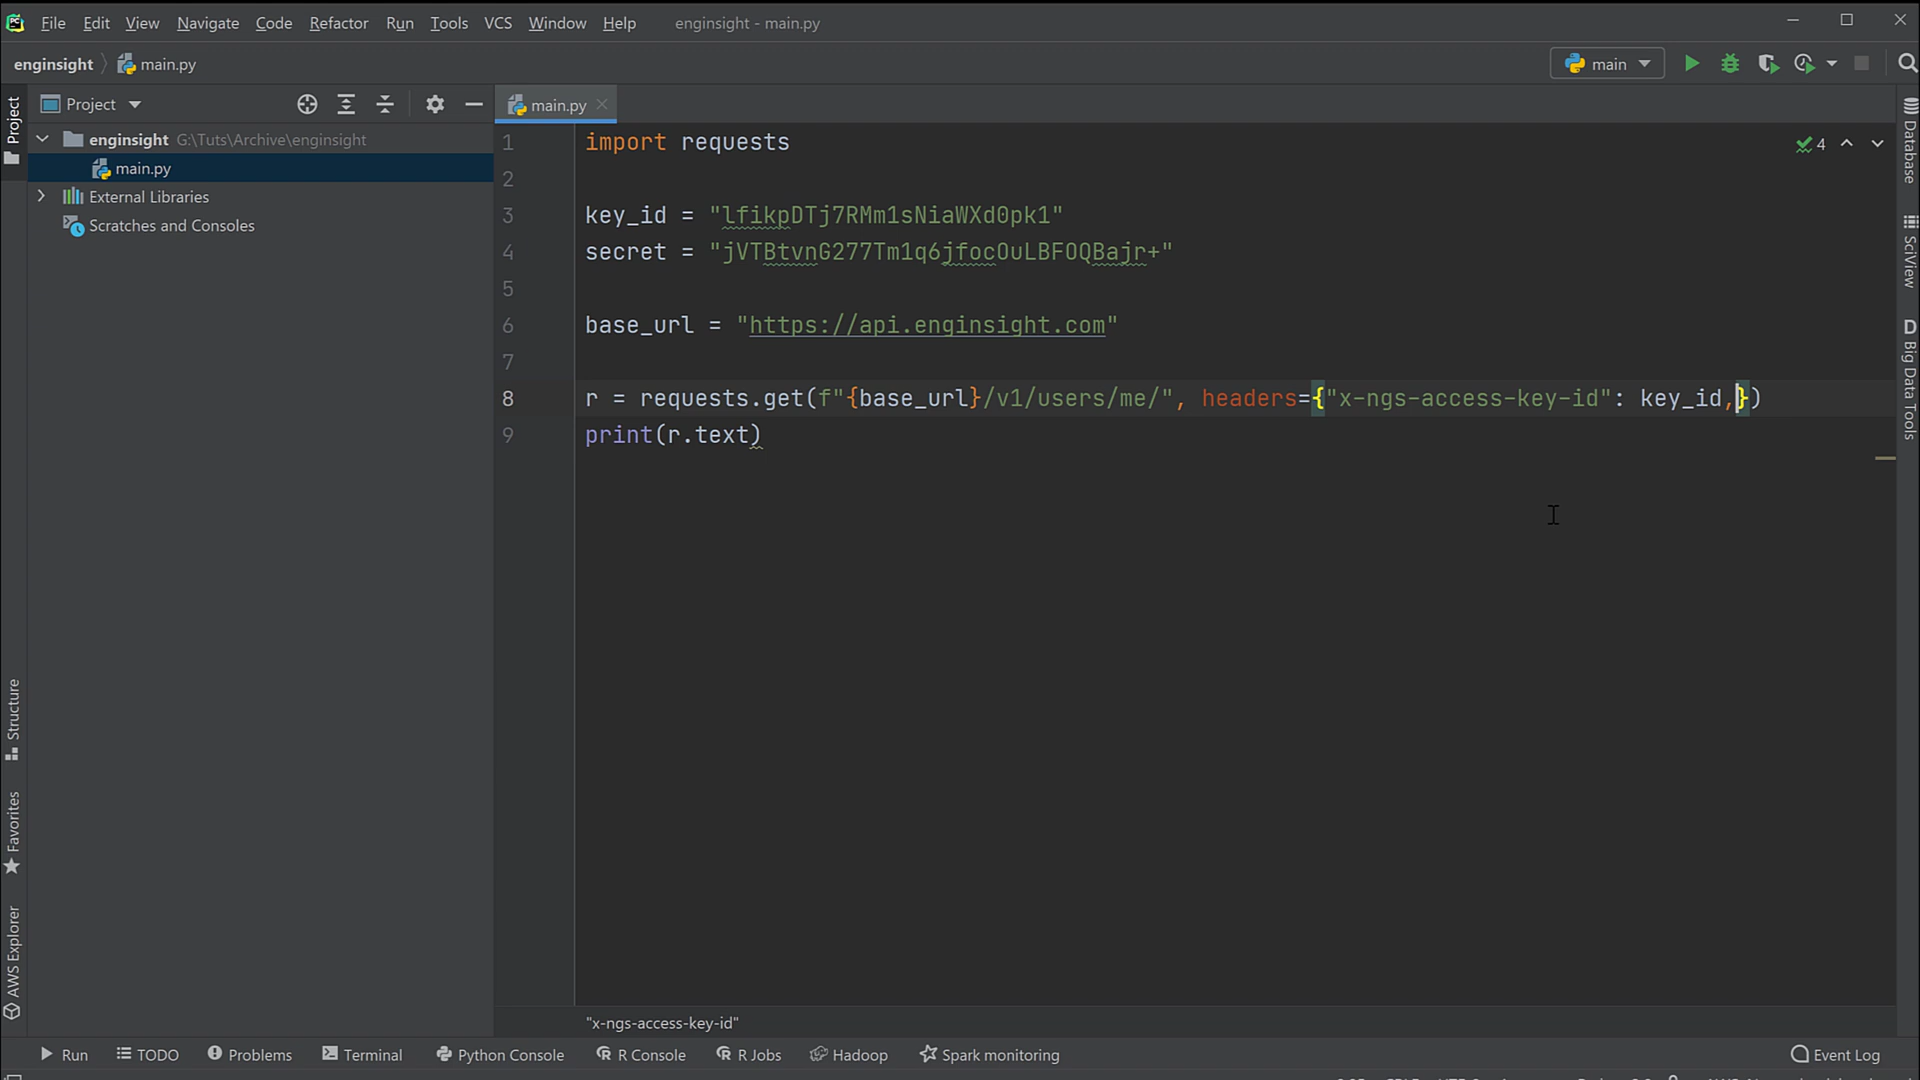 File Edit View Navigate Code Refactor Run Tools VCS Window Help enginsight - main.py
enginsight main.py main
Project main.py
enginsight G:\Tuts\Archive\enginsight
main.py
External Libraries
Scratches and Consoles
1 import requests
2
3 key_id = "lfikpDTj7RMm1sNiaWXd0pk1"
4 secret = "jVTBtvnG277Tm1q6jfocOuLBFOQBajr+"
5
6 base_url = "https://api.enginsight.com"
7
8 r = requests.get(f"{base_url}/v1/users/me/", headers={"x-ngs-access-key-id": key_id,})
9 print(r.text)
4
Project
Structure
Favorites
AWS Explorer
Database
SciView
D Big Data Tools
"x-ngs-access-key-id"
Run TODO Problems Terminal Python Console R Console R Jobs Hadoop Spark monitoring Event Log